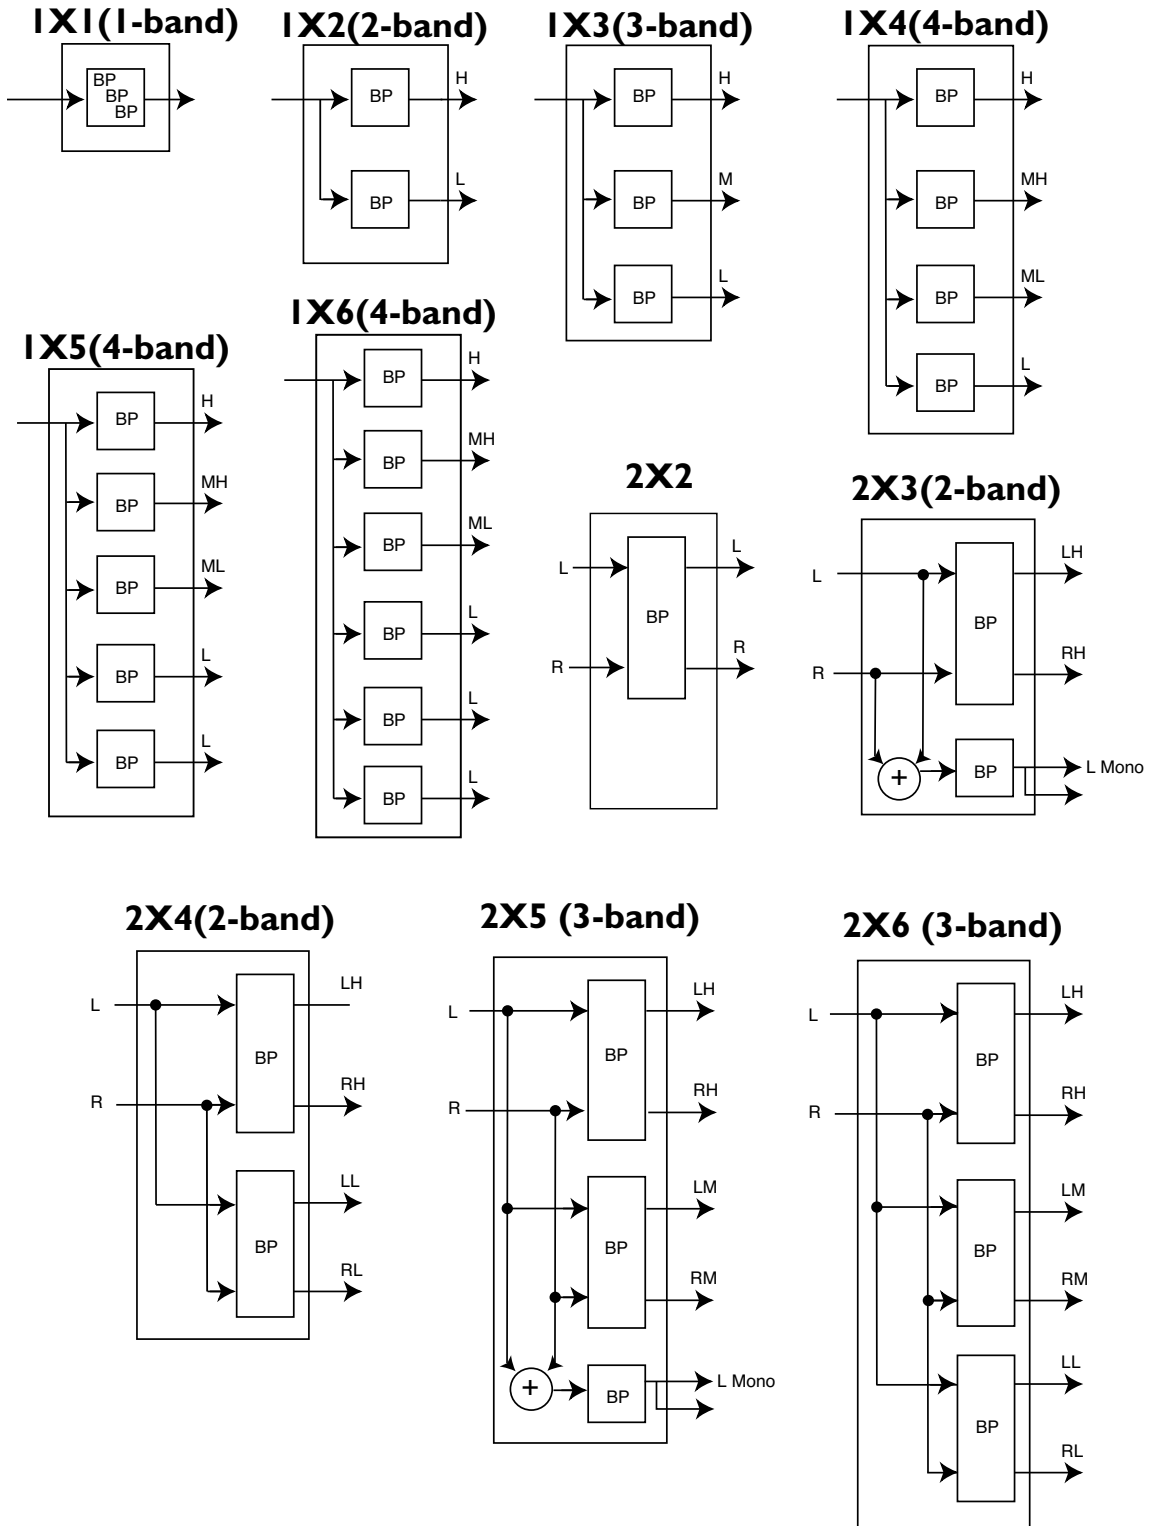 1X1(1-band)
BP
BP
BP
1X2(2-band)
BP
H
BP
L
1X3(3-band)
BP
H
BP
M
BP
L
1X4(4-band)
BP
H
BP
MH
BP
ML
BP
L
1X5(4-band)
BP
H
BP
MH
BP
ML
BP
L
BP
L
1X6(4-band)
BP
H
BP
MH
BP
ML
BP
L
BP
L
BP
L
2X2
L
R
BP
L
R
2X3(2-band)
L
R
BP
LH
RH
+
BP
L Mono
2X4(2-band)
L
R
BP
LH
RH
BP
LL
RL
2X5 (3-band)
L
R
BP
LH
RH
BP
LM
RM
+
BP
L Mono
2X6 (3-band)
L
R
BP
LH
RH
BP
LM
RM
BP
LL
RL